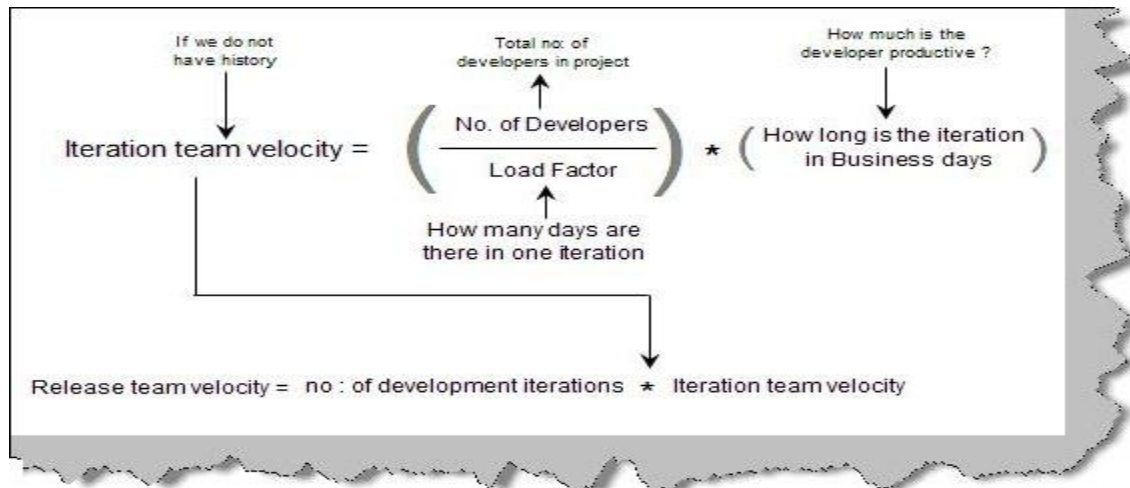 If we do not
have history
Total no: of
developers in project
How much is the
developer productive ?
Iteration team velocity = ( No. of Developers
Load Factor ) * ( How long is the iteration
in Business days )
How many days are
there in one iteration
Release team velocity = no : of development iterations * Iteration team velocity